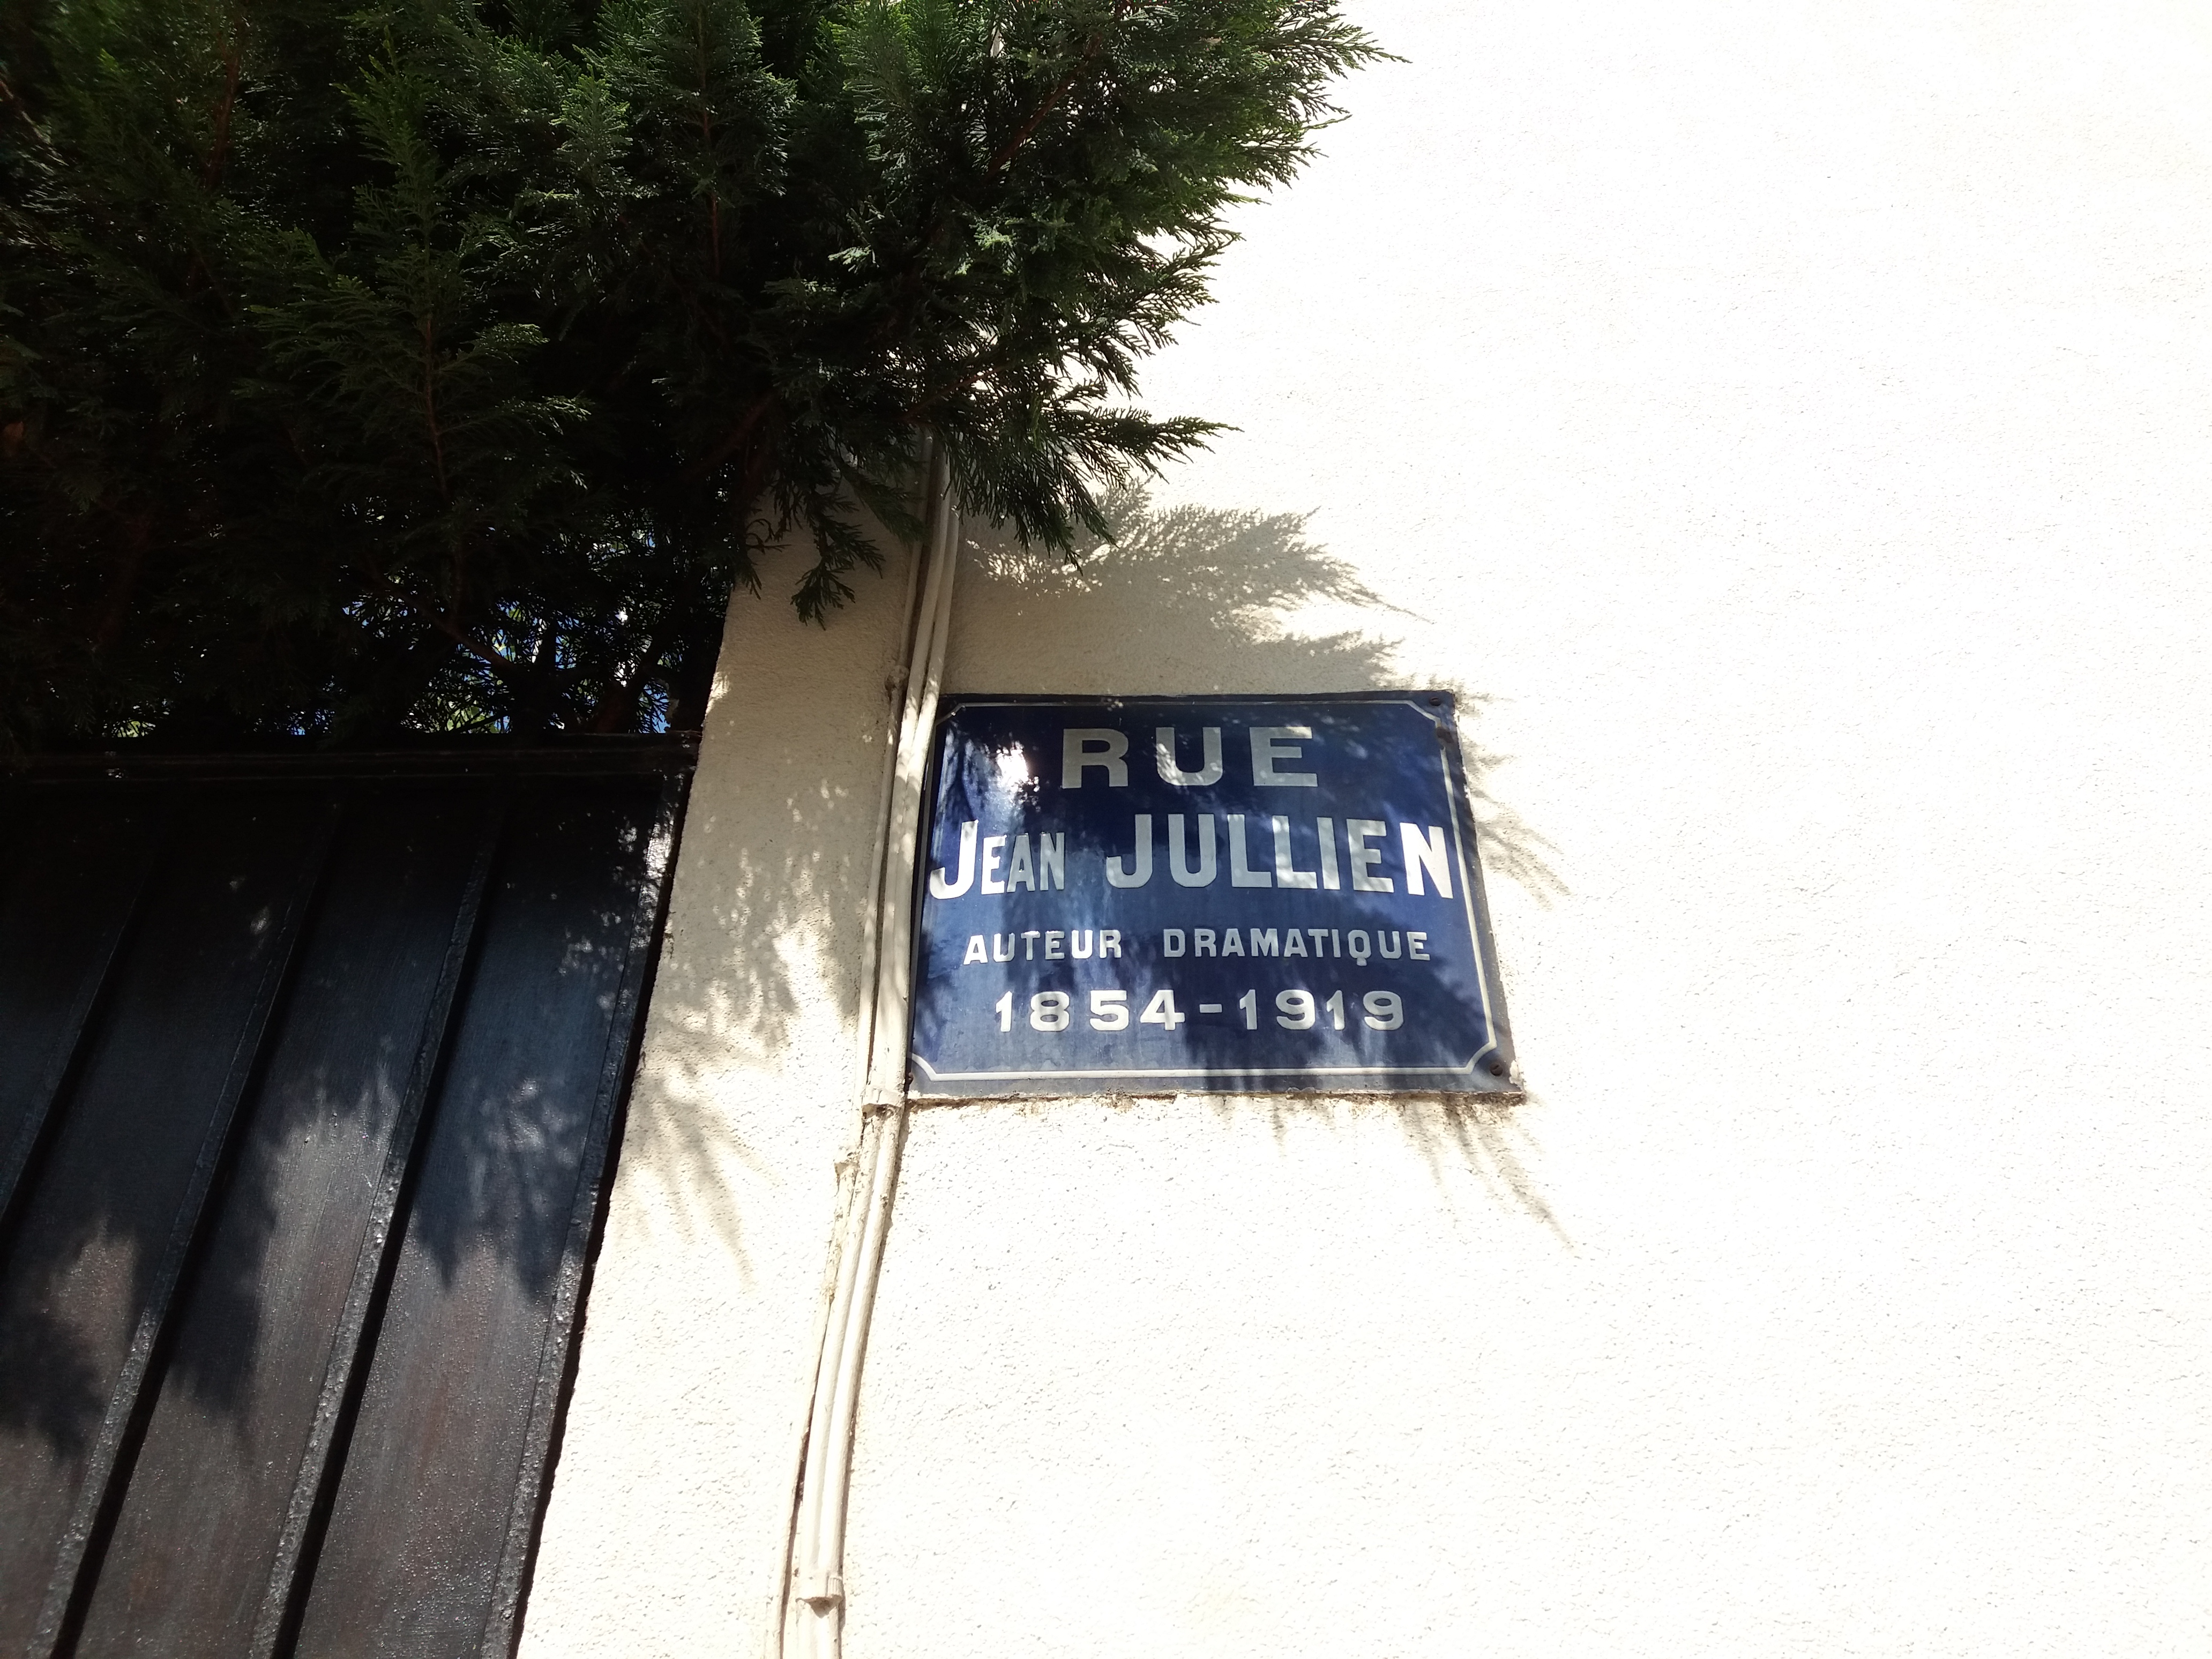 RUE
JEAN JULLIEN
AUTEUR DRAMATIQUE
1854-1919